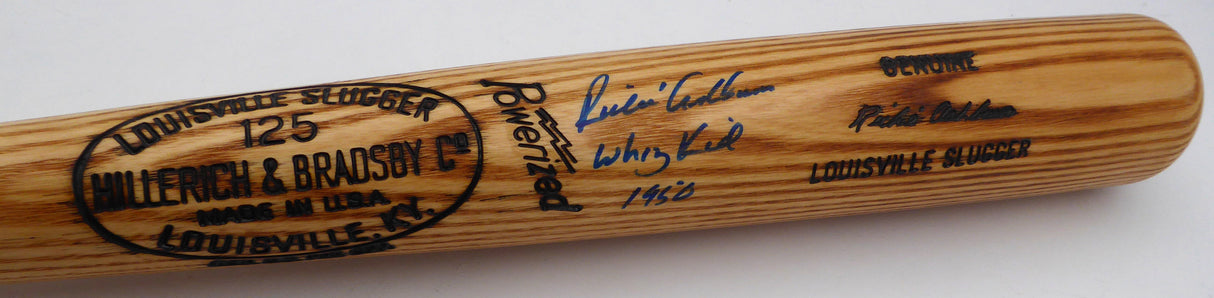 LOUISVILLE SLUGGER
125
HILLERICH & BRADSBY Cº
MADE IN U.S.A.
LOUISVILLE, KY.
Powerized
Richie Ashburn
Whiz Kid
1950
GENUINE
Richie Ashburn
LOUISVILLE SLUGGER